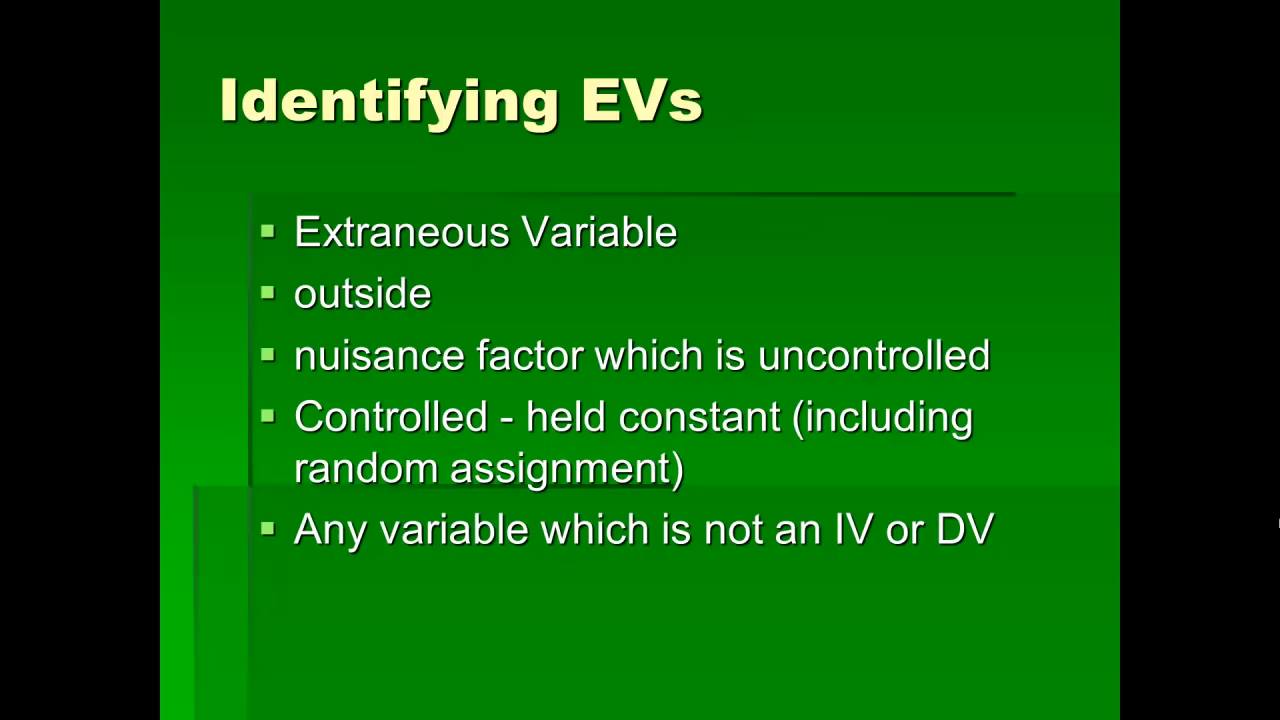 Identifying EVs
Extraneous Variable
outside
nuisance factor which is uncontrolled
Controlled - held constant (including
random assignment)
Any variable which is not an IV or DV